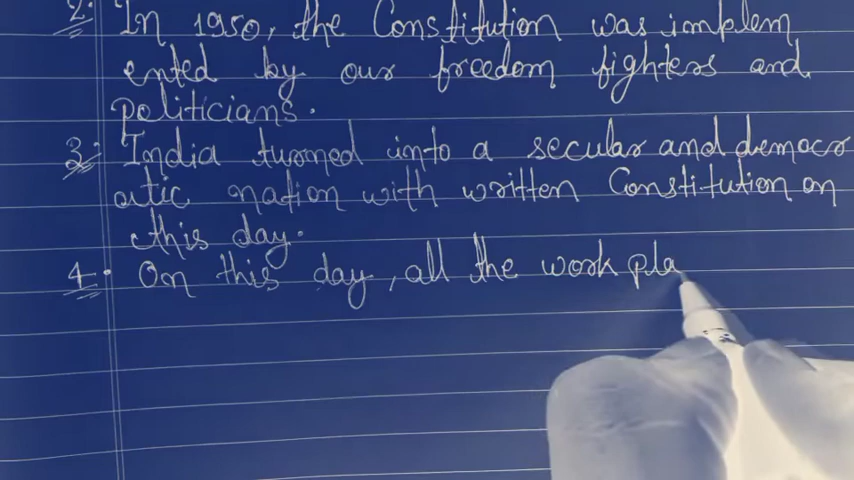 2. In 1950, the Constitution was implem
ented by our freedom fighters and
politicians.
3. India turned into a secular and democr
atic nation with written Constitution on
this day.
4. On this day, all the work pla